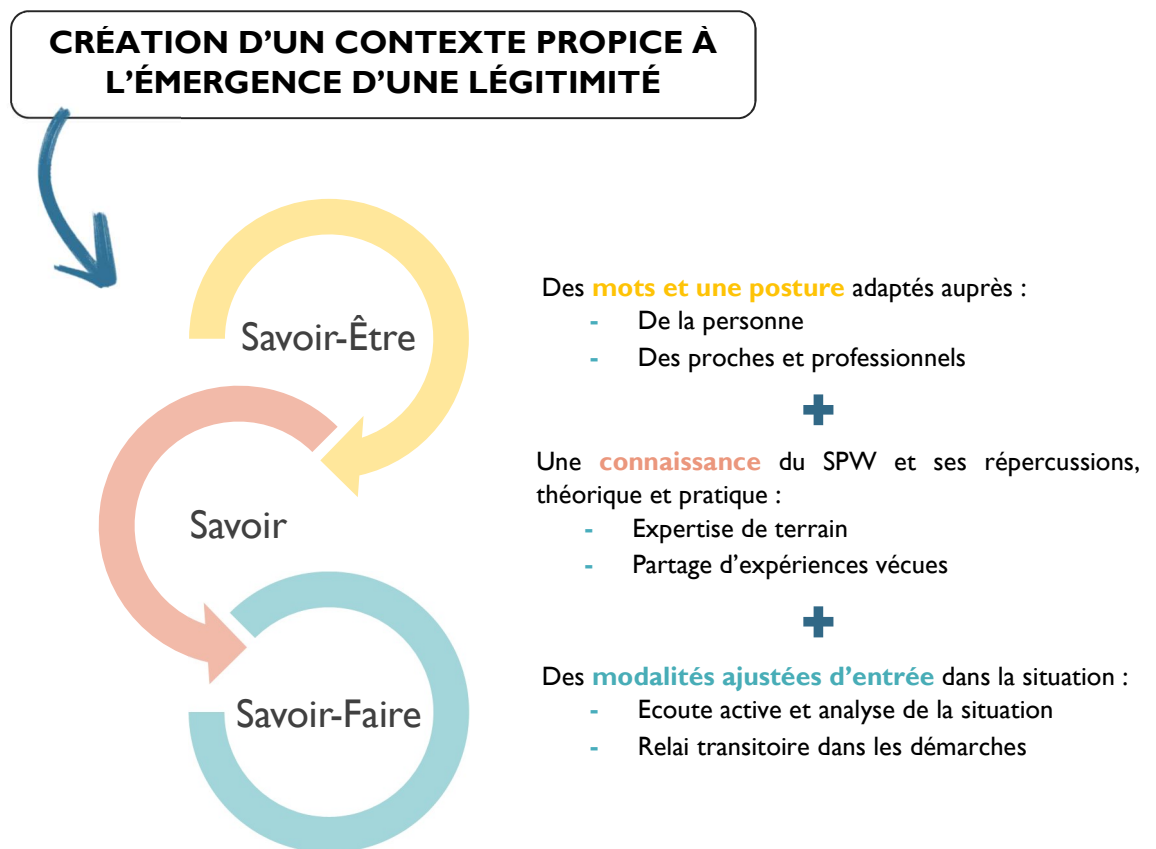 CRÉATION D’UN CONTEXTE PROPICE À
L’ÉMERGENCE D’UNE LÉGITIMITÉ
Savoir-Être
Des mots et une posture adaptés auprès :
- De la personne
- Des proches et professionnels
+
Savoir
Une connaissance du SPW et ses répercussions,
théorique et pratique :
- Expertise de terrain
- Partage d’expériences vécues
+
Savoir-Faire
Des modalités ajustées d’entrée dans la situation :
- Ecoute active et analyse de la situation
- Relai transitoire dans les démarches